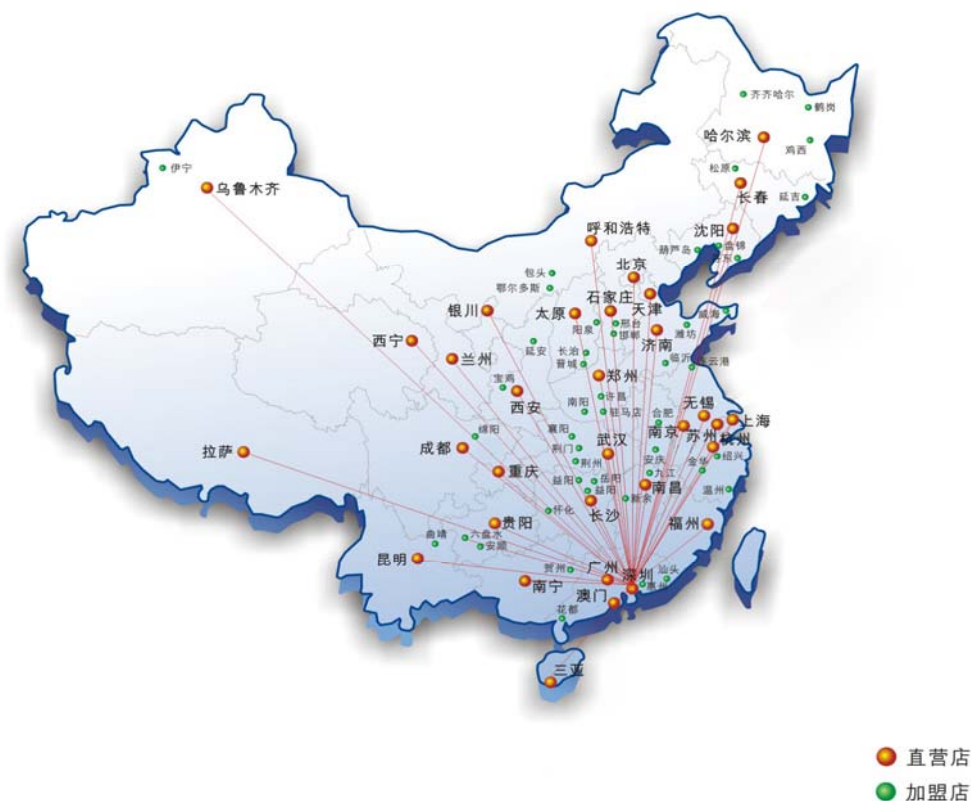 齐齐哈尔
鹤岗
哈尔滨
鸡西
松原
伊宁
长春
乌鲁木齐
延吉
沈阳
呼和浩特
葫芦岛
盘锦
北京
包头
鄂尔多斯
石家庄
天津
银川
太原
威海
阳泉
邢台
邯郸
潍坊
济南
西宁
延安
长治
晋城
临沂
连云港
兰州
郑州
宝鸡
西安
许昌
南阳
驻马店
合肥
无锡
上海
南京
苏州
杭州
绵阳
襄阳
武汉
成都
荆门
绍兴
拉萨
荆州
安庆
金华
重庆
九江
益阳
岳阳
南昌
温州
益阳
新余
长沙
怀化
贵阳
福州
曲靖
六盘水
安顺
昆明
贺州
广州
深圳
汕头
南宁
惠州
澳门
花都
三亚
直营店
加盟店